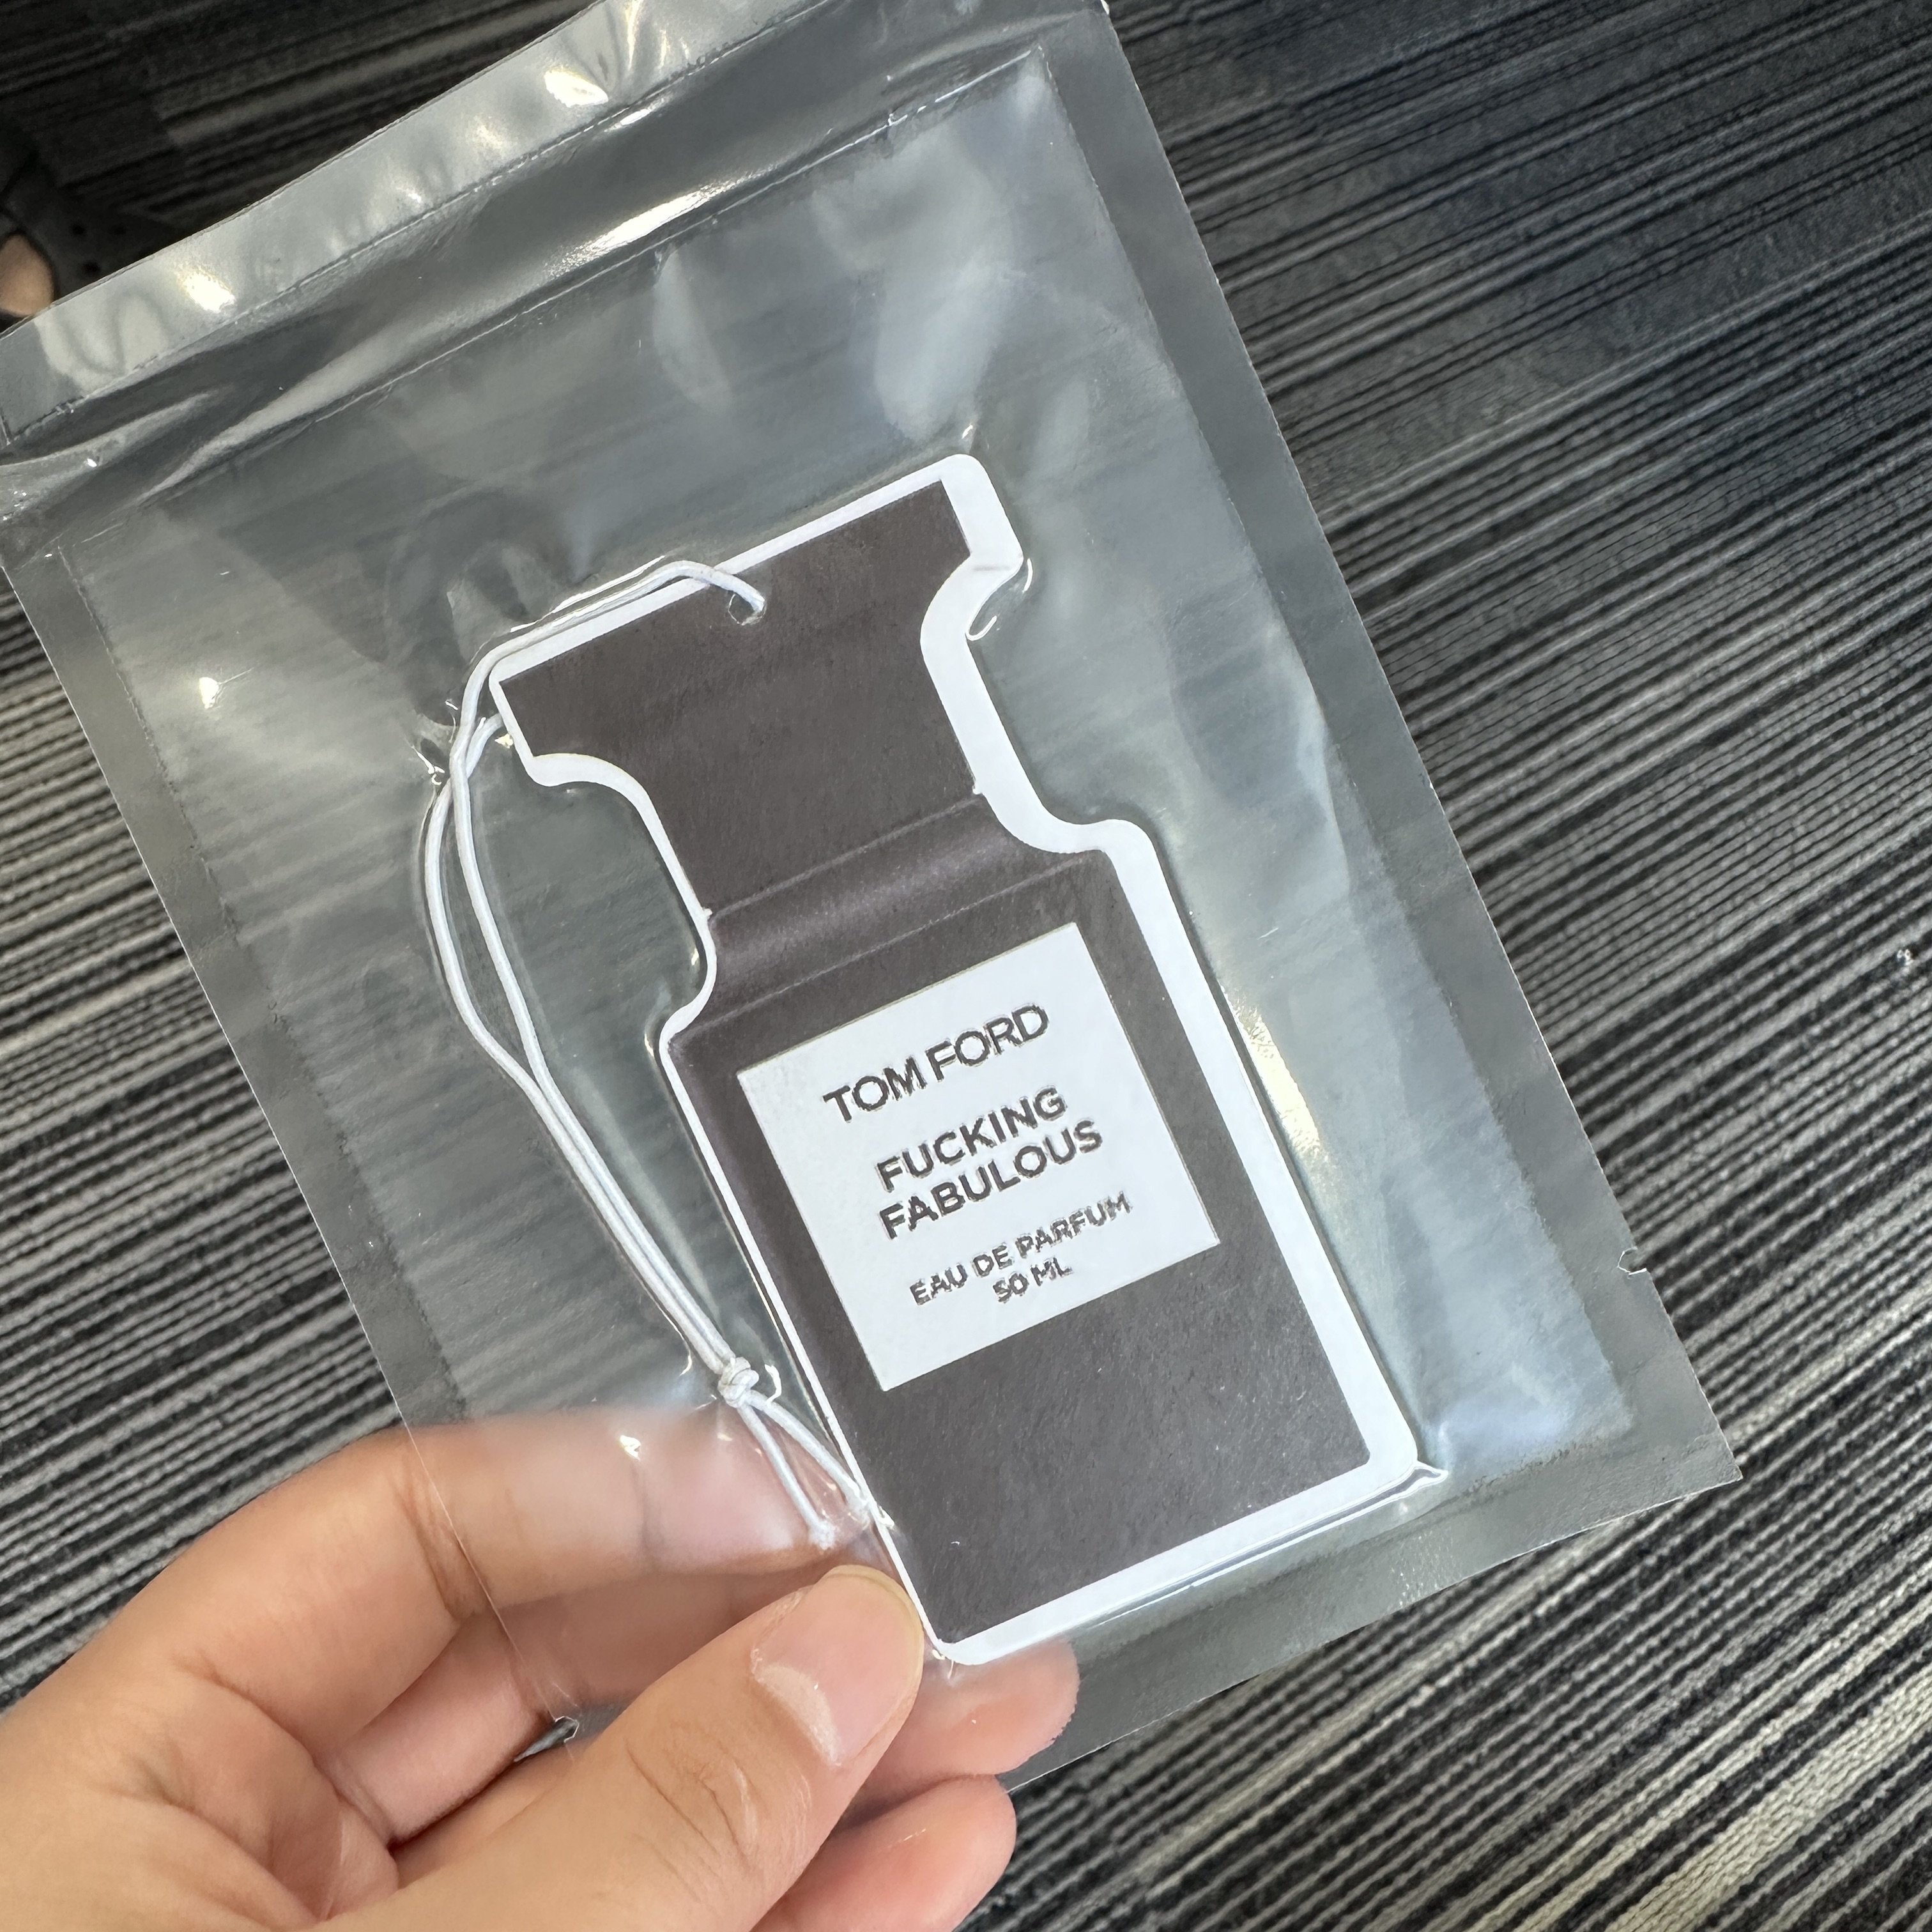 TOM FORD
FUCKING
FABULOUS
EAU DE PARFUM
50 ML